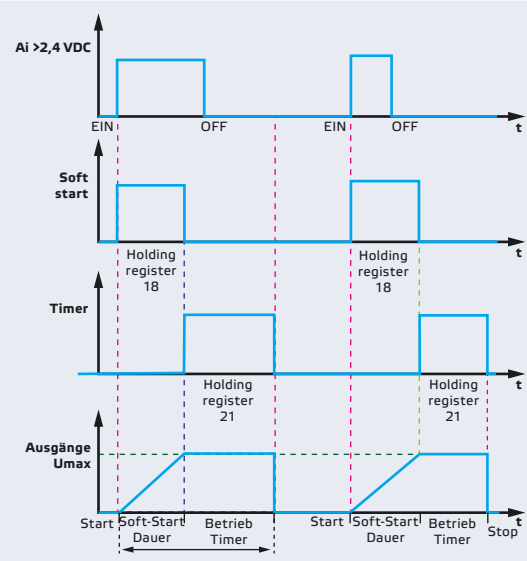 Ai >2,4 VDC
EIN OFF EIN OFF t
Soft
start
t
Holding
register
18
Holding
register
18
Timer
t
Holding
register
21
Holding
register
21
Ausgänge
Umax
t
Start Soft-Start
Dauer
Betrieb
Timer
Start Soft-Start
Dauer
Betrieb
Timer
Stop